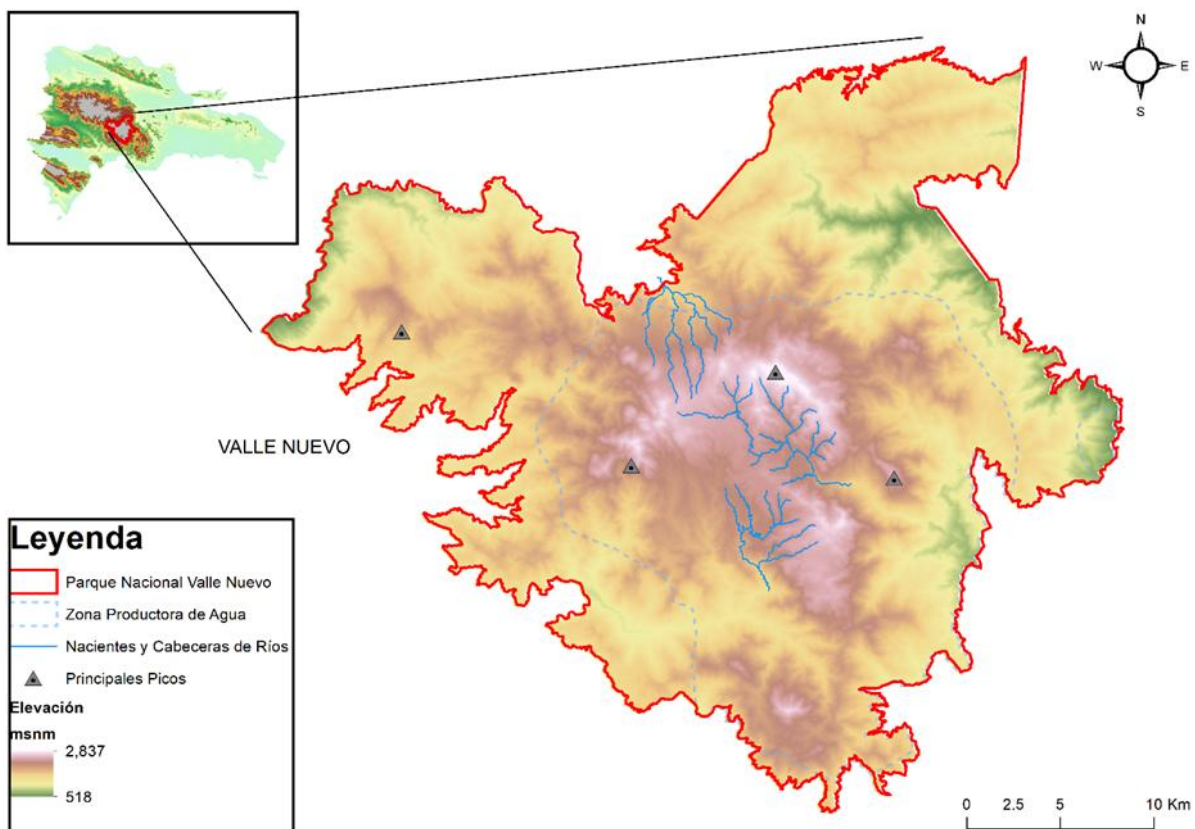 N
W E
S
VALLE NUEVO
Leyenda
Parque Nacional Valle Nuevo
Zona Productora de Agua
Nacientes y Cabeceras de Ríos
Principales Picos
Elevación
msnm
2,837
518
0 2.5 5 10 Km